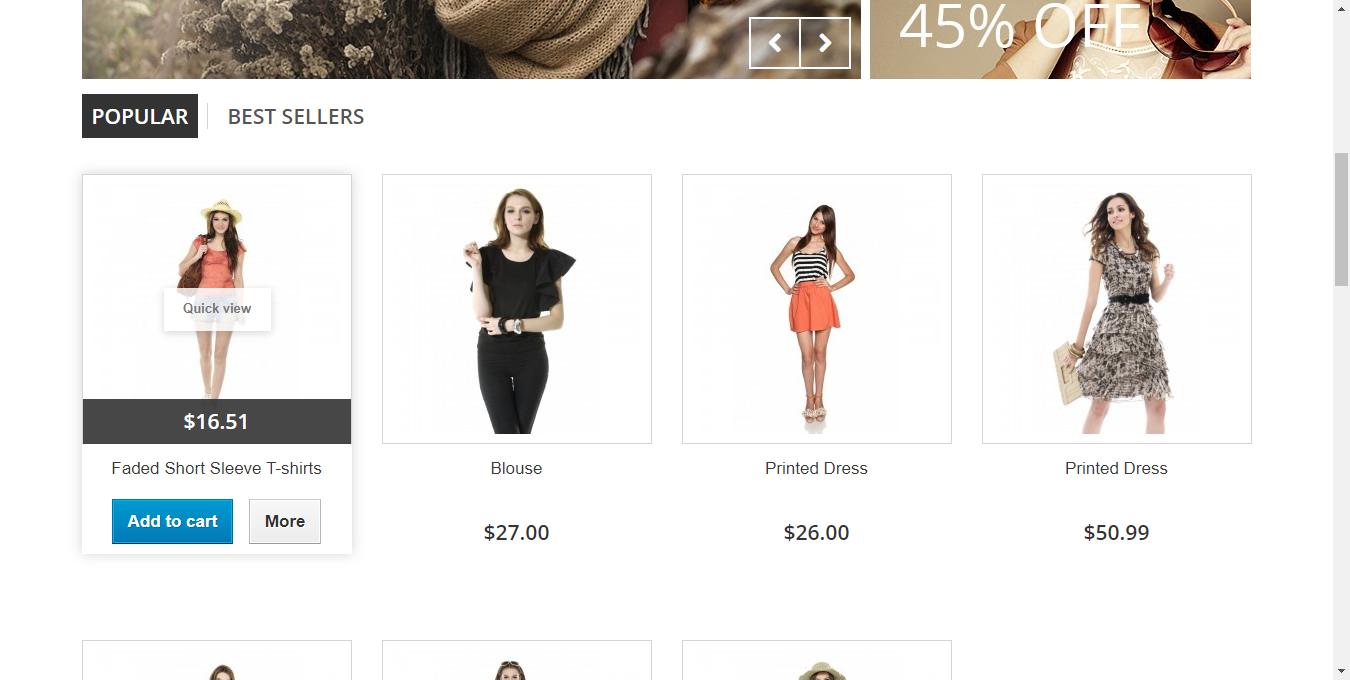 45% OFF
POPULAR
BEST SELLERS
Quick view
$16.51
Faded Short Sleeve T-shirts
Blouse
Printed Dress
Printed Dress
Add to cart
More
$27.00
$26.00
$50.99